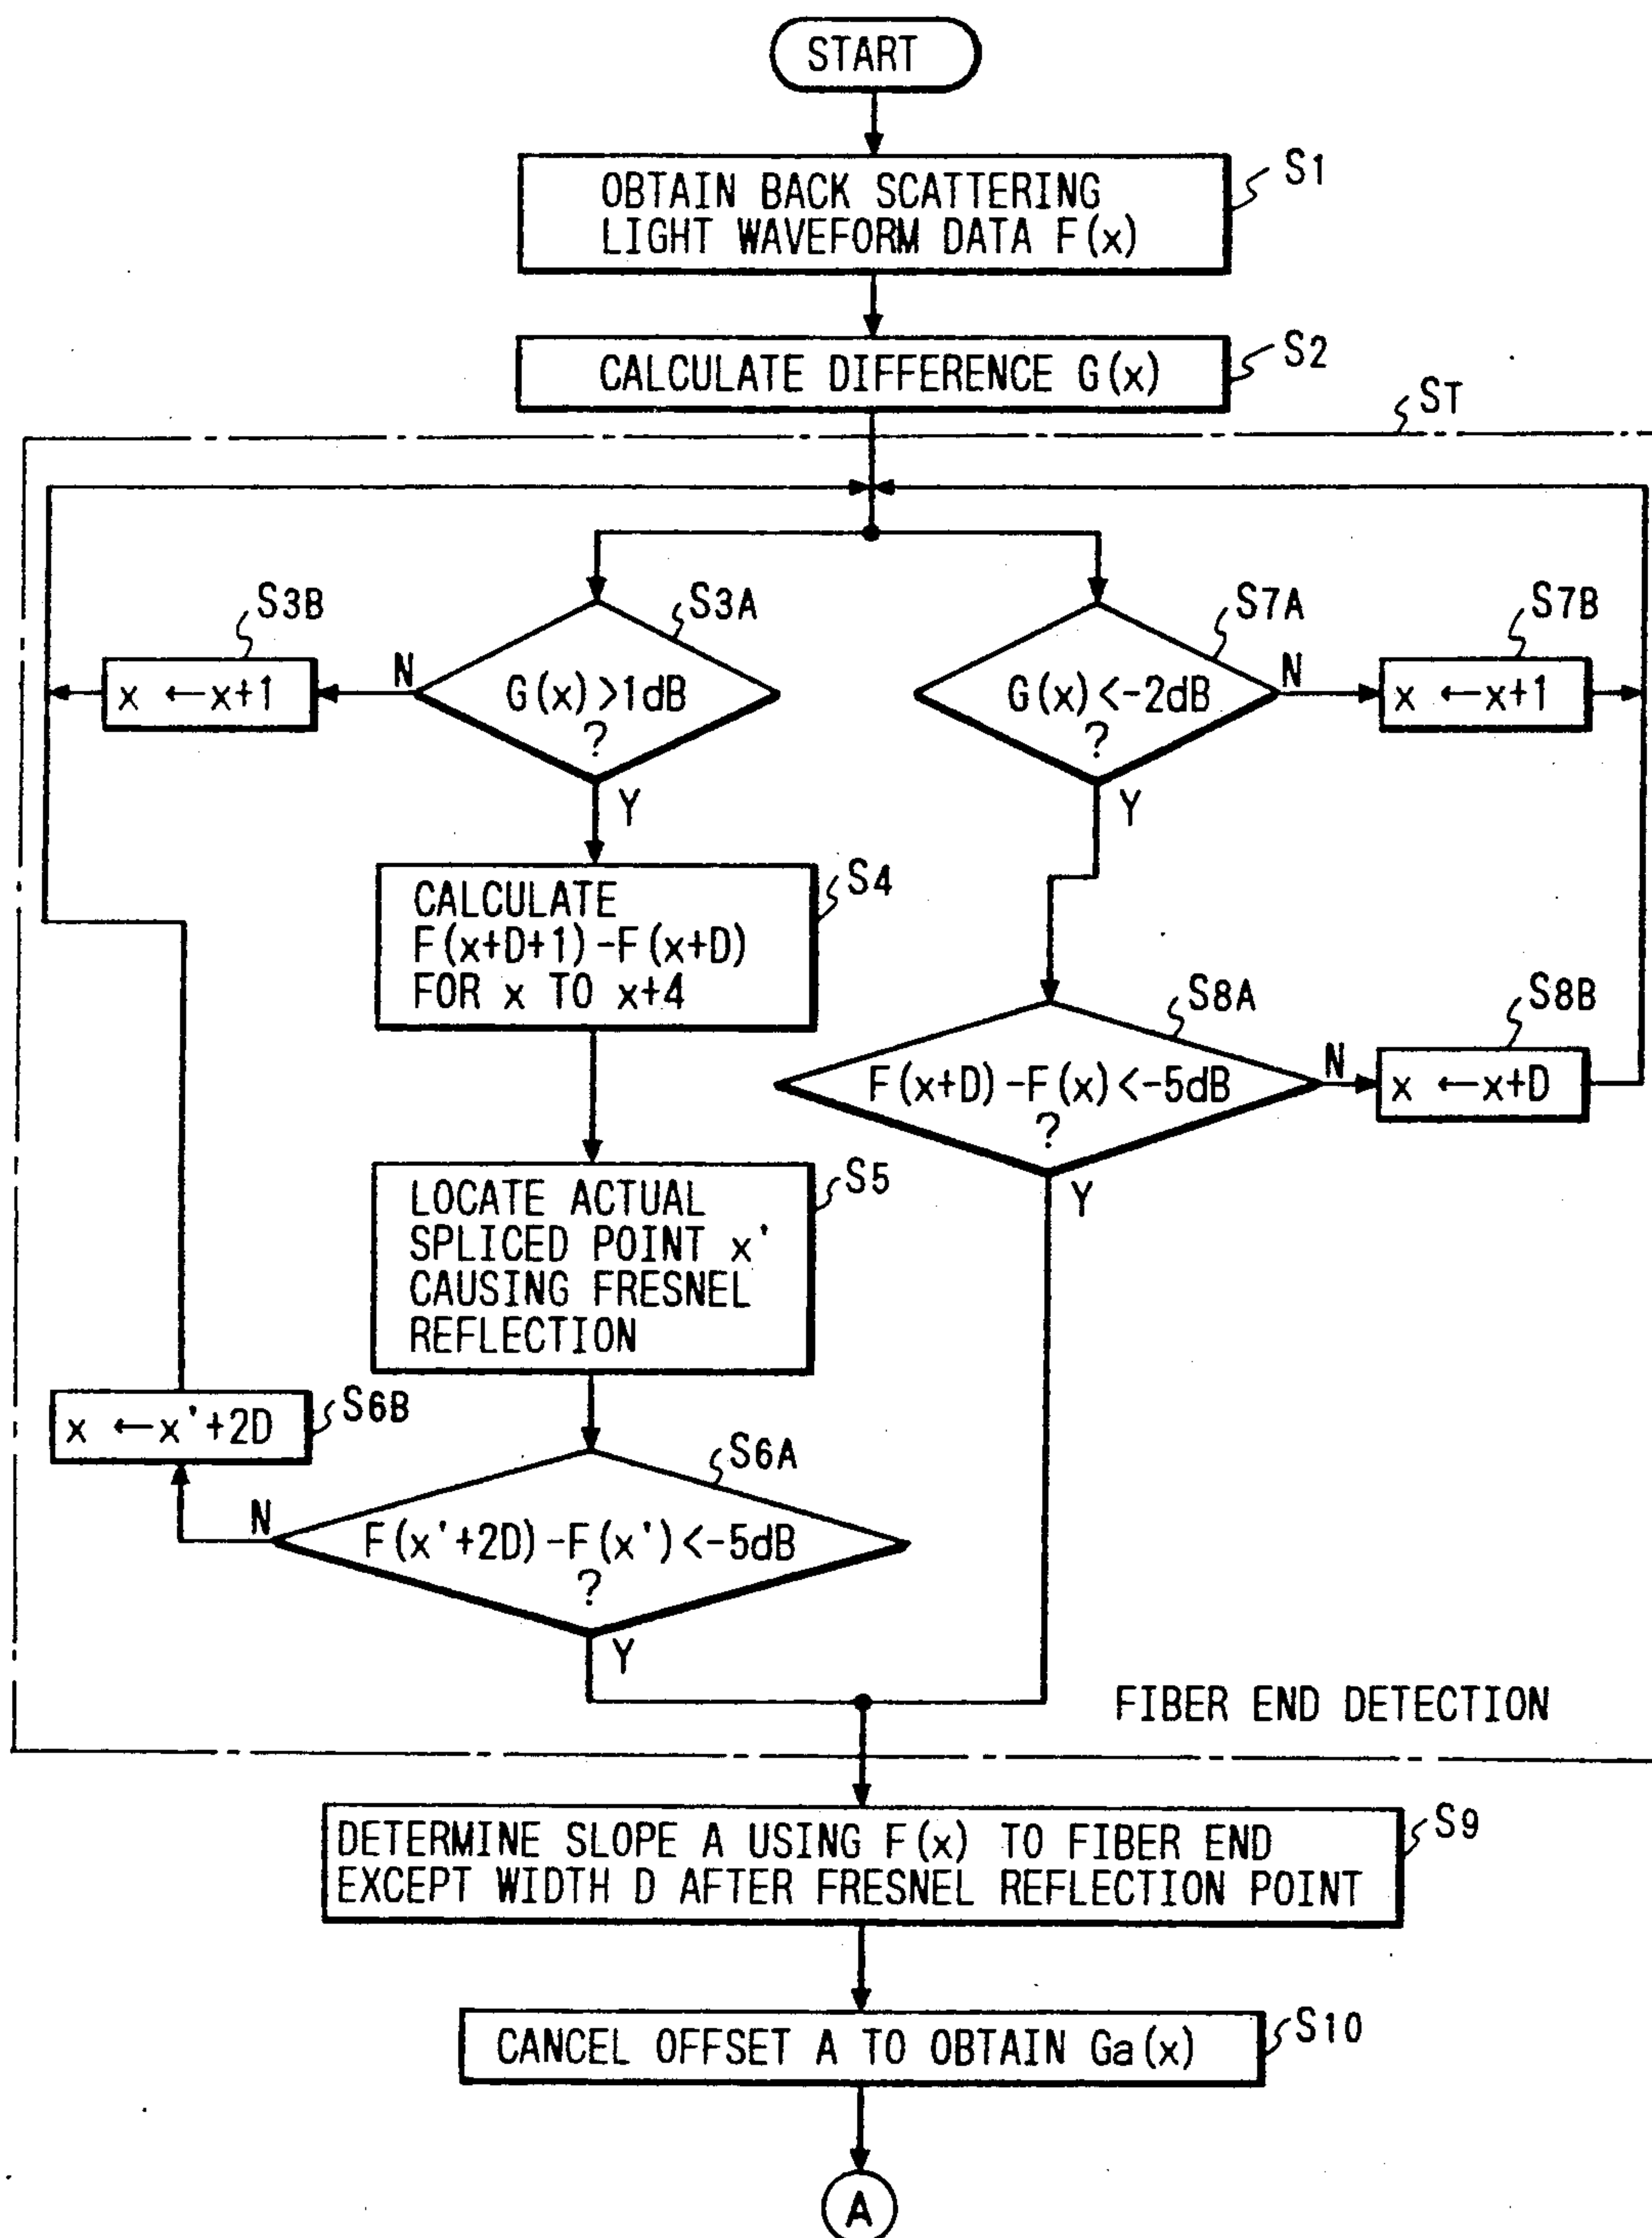 START
OBTAIN BACK SCATTERING
LIGHT WAVEFORM DATA F(x)
S1
CALCULATE DIFFERENCE G(x)
S2
ST
S3B
x ←x+1
N
S3A
G(x)>1dB
?
Y
S7A
G(x)<-2dB
?
N
Y
S7B
x ←x+1
CALCULATE
F(x+D+1)-F(x+D)
FOR x TO x+4
S4
S8A
F(x+D)-F(x)<-5dB
?
N
Y
S8B
x ←x+D
LOCATE ACTUAL
SPLICED POINT x'
CAUSING FRESNEL
REFLECTION
S5
x ←x'+2D
S6B
S6A
N
F(x'+2D)-F(x')<-5dB
?
Y
FIBER END DETECTION
DETERMINE SLOPE A USING F(x) TO FIBER END
EXCEPT WIDTH D AFTER FRESNEL REFLECTION POINT
S9
CANCEL OFFSET A TO OBTAIN Ga(x)
S10
A